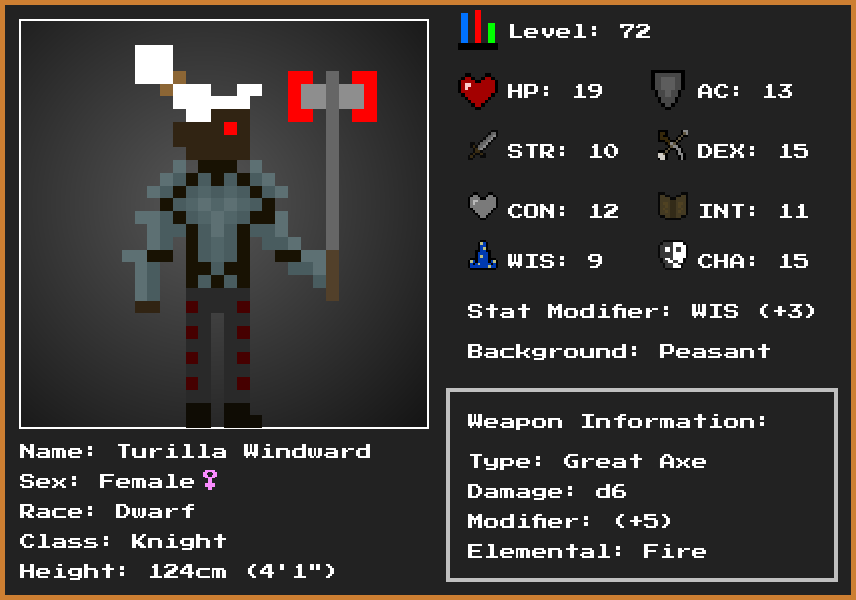 Level: 72
HP: 19
AC: 13
STR: 10
DEX: 15
CON: 12
INT: 11
WIS: 9
CHA: 15
Stat Modifier: WIS (+3)
Background: Peasant
Weapon Information:
Type: Great Axe
Damage: d6
Modifier: (+5)
Elemental: Fire
Name: Turilla Windward
Sex: Female♀
Race: Dwarf
Class: Knight
Height: 124cm (4'1")